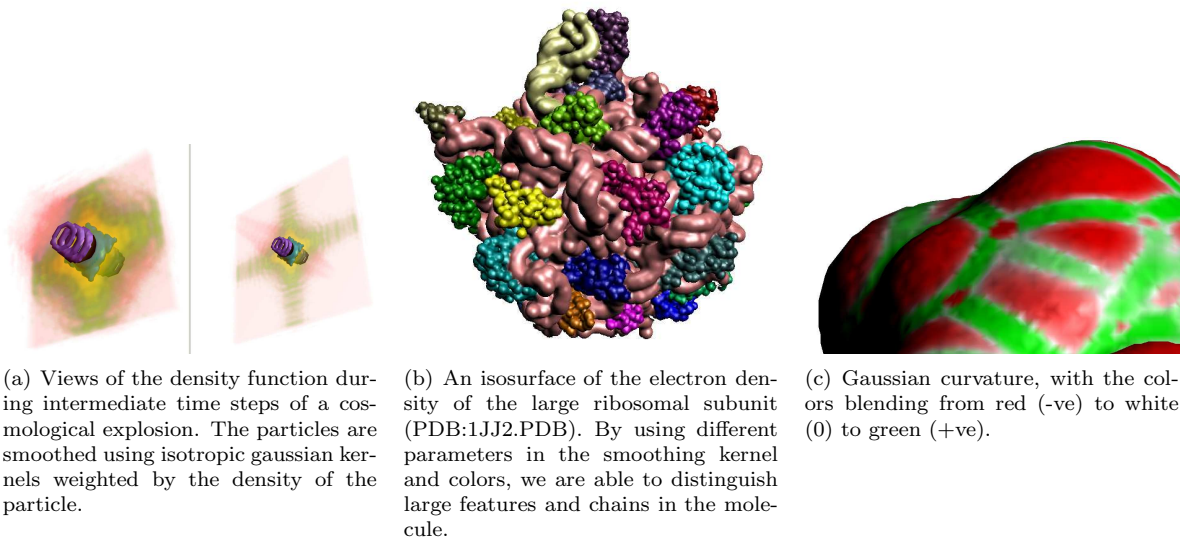 (a) Views of the density function dur-
ing intermediate time steps of a cos-
mological explosion. The particles are
smoothed using isotropic gaussian ker-
nels weighted by the density of the
particle.
(b) An isosurface of the electron den-
sity of the large ribosomal subunit
(PDB:1JJ2.PDB). By using different
parameters in the smoothing kernel
and colors, we are able to distinguish
large features and chains in the mole-
cule.
(c) Gaussian curvature, with the col-
ors blending from red (-ve) to white
(0) to green (+ve).